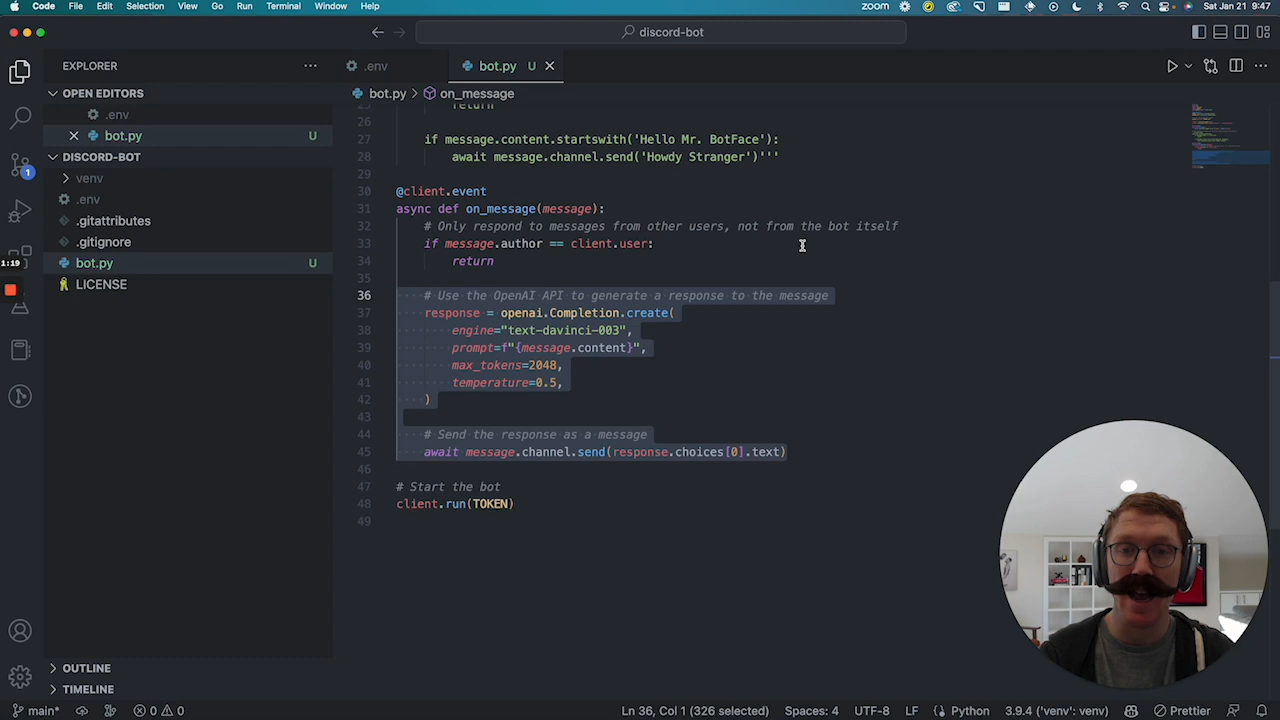 Code File Edit Selection View Go Run Terminal Window Help zoom Sat Jan 21 9:47
discord-bot
EXPLORER
.env
bot.py U
OPEN EDITORS
bot.py > on_message
.env
bot.py U
DISCORD-BOT
venv
.env
.gitattributes
.gitignore
bot.py U
LICENSE
1
1:19
25 return
26
27 if message.content.startswith('Hello Mr. BotFace'):
28 await message.channel.send('Howdy Stranger')'''
29
30 @client.event
31 async def on_message(message):
32 # Only respond to messages from other users, not from the bot itself
33 if message.author == client.user:
34 return
35
36 # Use the OpenAI API to generate a response to the message
37 response = openai.Completion.create(
38 engine="text-davinci-003",
39 prompt=f"{message.content}",
40 max_tokens=2048,
41 temperature=0.5,
42 )
43
44 # Send the response as a message
45 await message.channel.send(response.choices[0].text)
46
47 # Start the bot
48 client.run(TOKEN)
49
OUTLINE
TIMELINE
main* 0 0 Ln 36, Col 1 (326 selected) Spaces: 4 UTF-8 LF Python 3.9.4 ('venv': venv) Prettier